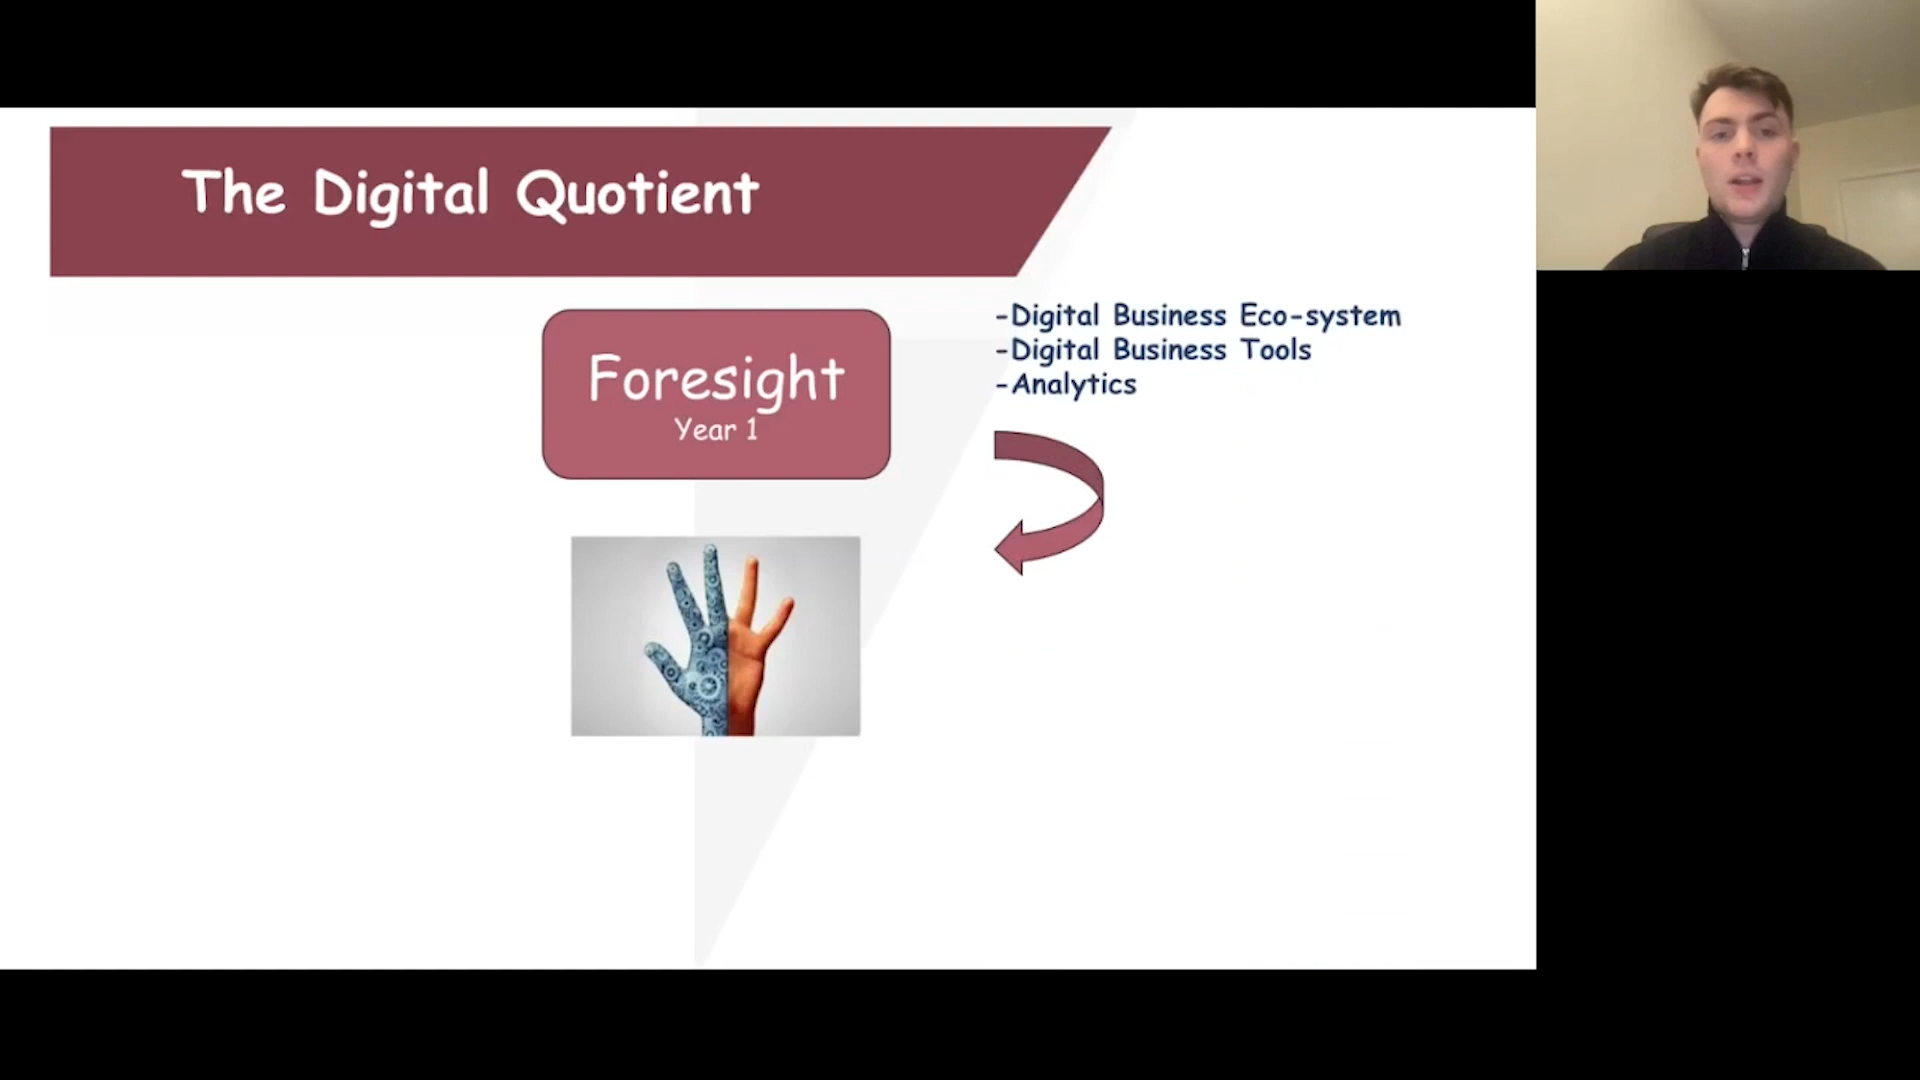 The Digital Quotient
Foresight
Year 1
-Digital Business Eco-system
-Digital Business Tools
-Analytics